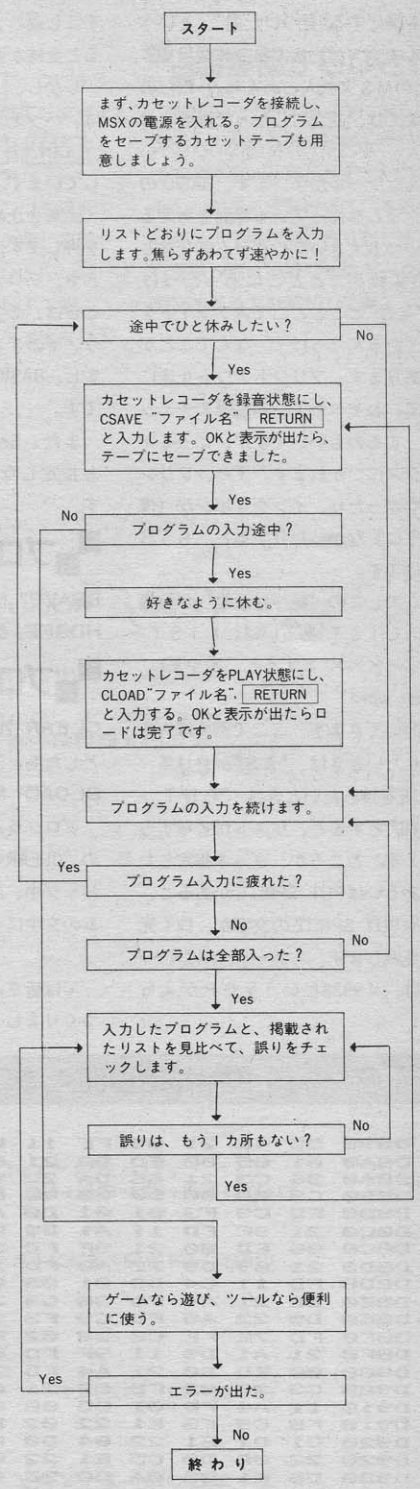 スタート
まず、カセットレコーダを接続し、
MSXの電源を入れる。プログラム
をセーブするカセットテープも用
意しましょう。
リストどおりにプログラムを入力
します。焦らずあわてず速やかに！
途中でひと休みしたい？
No
Yes
カセットレコーダを録音状態にし、
CSAVE "ファイル名" RETURN
と入力します。OKと表示が出たら、
テープにセーブできました。
No
Yes
プログラムの入力途中？
Yes
好きなように休む。
カセットレコーダをPLAY状態にし、
CLOAD"ファイル名", RETURN
と入力する。OKと表示が出たらロ
ードは完了です。
プログラムの入力を続けます。
Yes
プログラム入力に疲れた？
No
No
プログラムは全部入った？
Yes
入力したプログラムと、掲載され
たリストを見比べて、誤りをチェ
ックします。
No
誤りは、もう1カ所もない？
Yes
ゲームなら遊び、ツールなら便利
に使う。
Yes
エラーが出た。
No
終わり